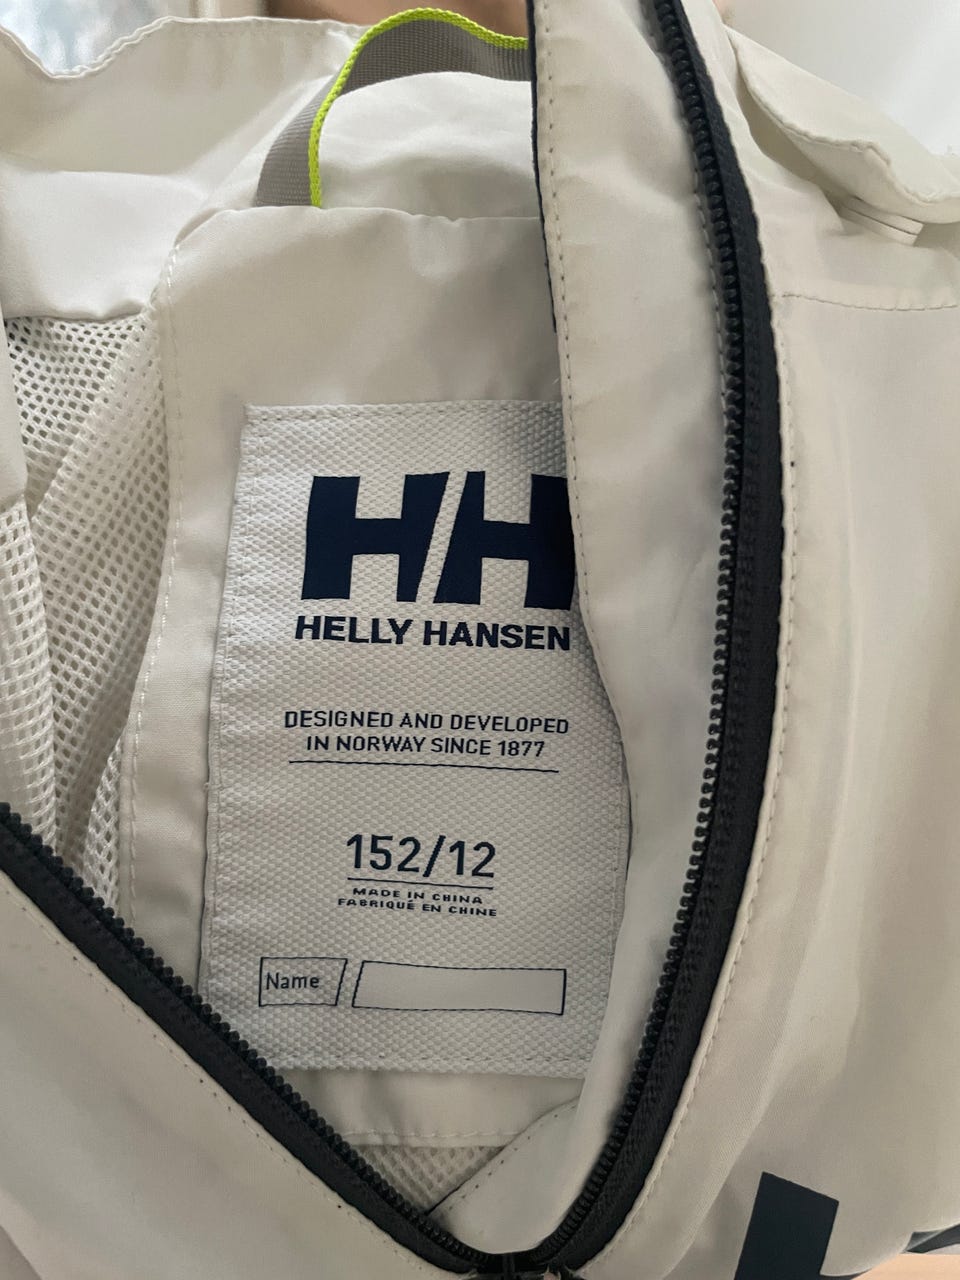 HH
HELLY HANSEN
DESIGNED AND DEVELOPED
IN NORWAY SINCE 1877
152/12
MADE IN CHINA
FABRIQUÉ EN CHINE
Name